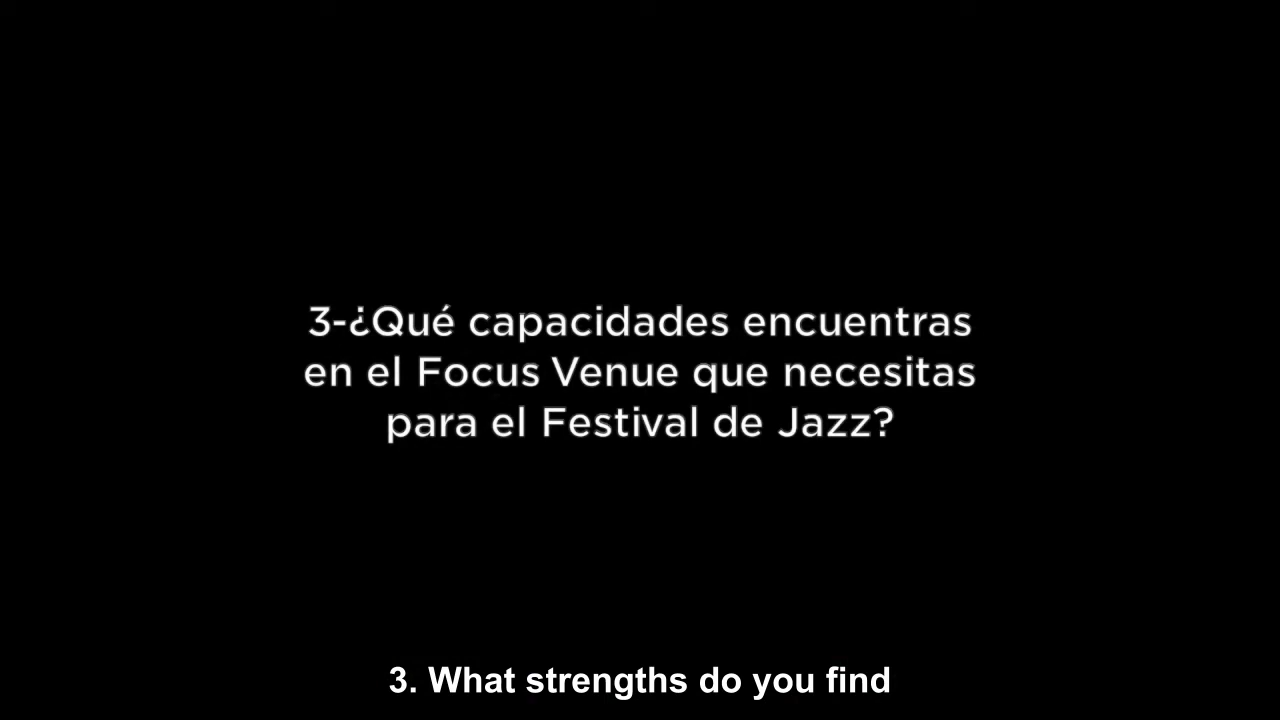 3-¿Qué capacidades encuentras
en el Focus Venue que necesitas
para el Festival de Jazz?
3. What strengths do you find